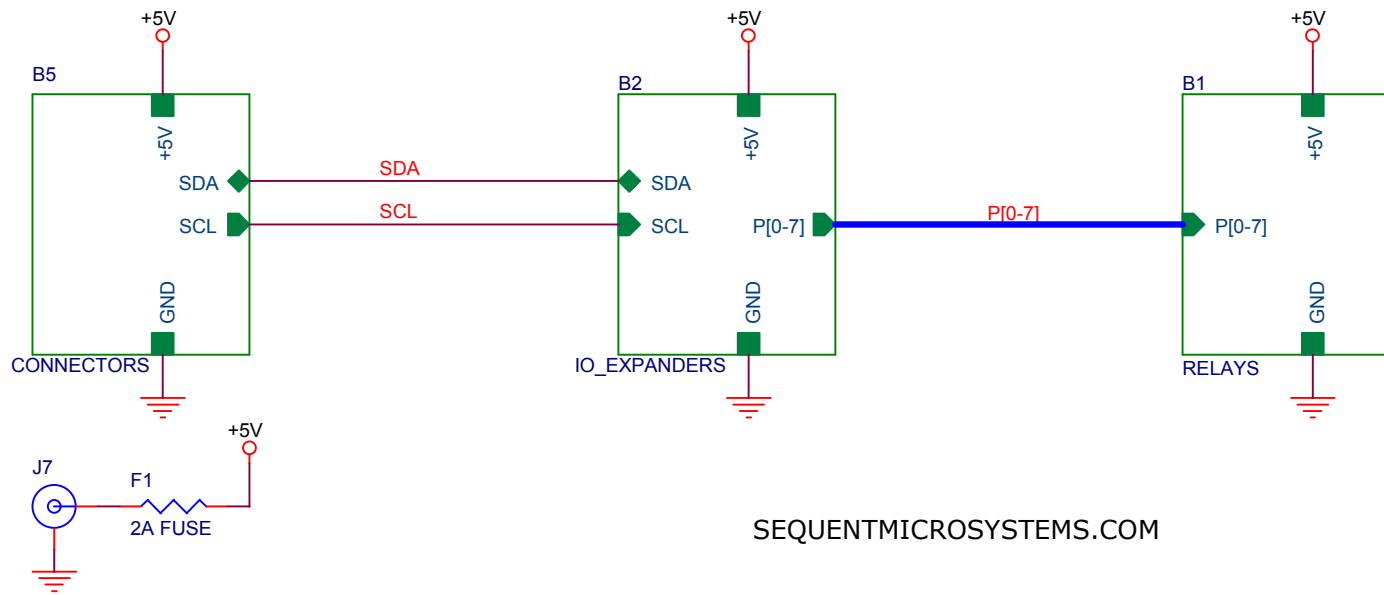 +5V
+5V
+5V
B5
B2
B1
+5V
+5V
+5V
SDA
SDA
SDA
SCL
SCL
SCL
P[0-7]
P[0-7]
P[0-7]
GND
GND
GND
CONNECTORS
IO_EXPANDERS
RELAYS
+5V
J7
F1
2A FUSE
SEQUENTMICROSYSTEMS.COM